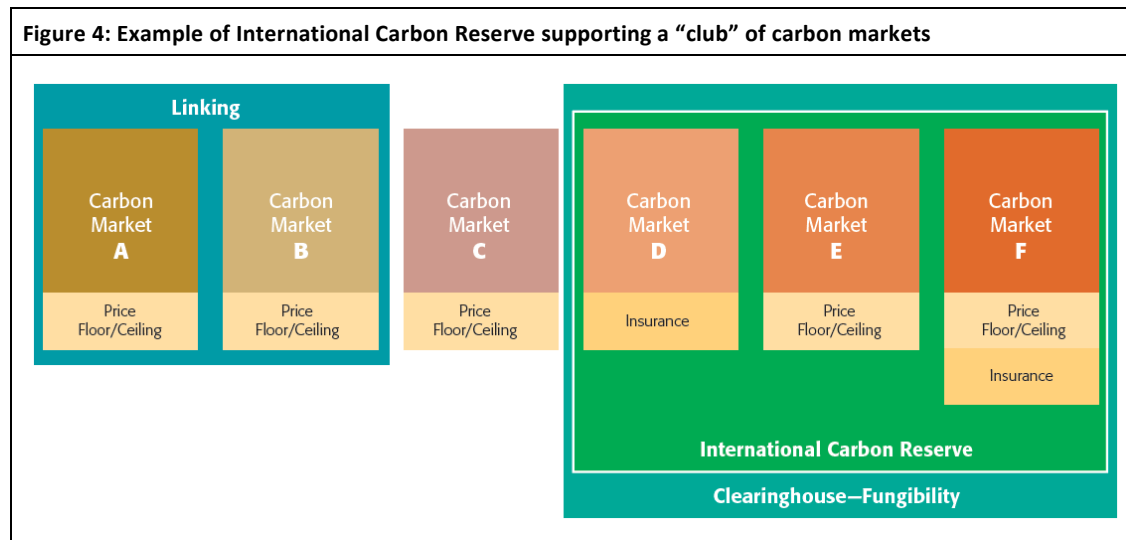 Figure 4: Example of International Carbon Reserve supporting a “club” of carbon markets
Linking
Carbon
Market
A
Price
Floor/Ceiling
Carbon
Market
B
Price
Floor/Ceiling
Carbon
Market
C
Price
Floor/Ceiling
Carbon
Market
D
Insurance
Carbon
Market
E
Price
Floor/Ceiling
Carbon
Market
F
Price
Floor/Ceiling
Insurance
International Carbon Reserve
Clearinghouse—Fungibility